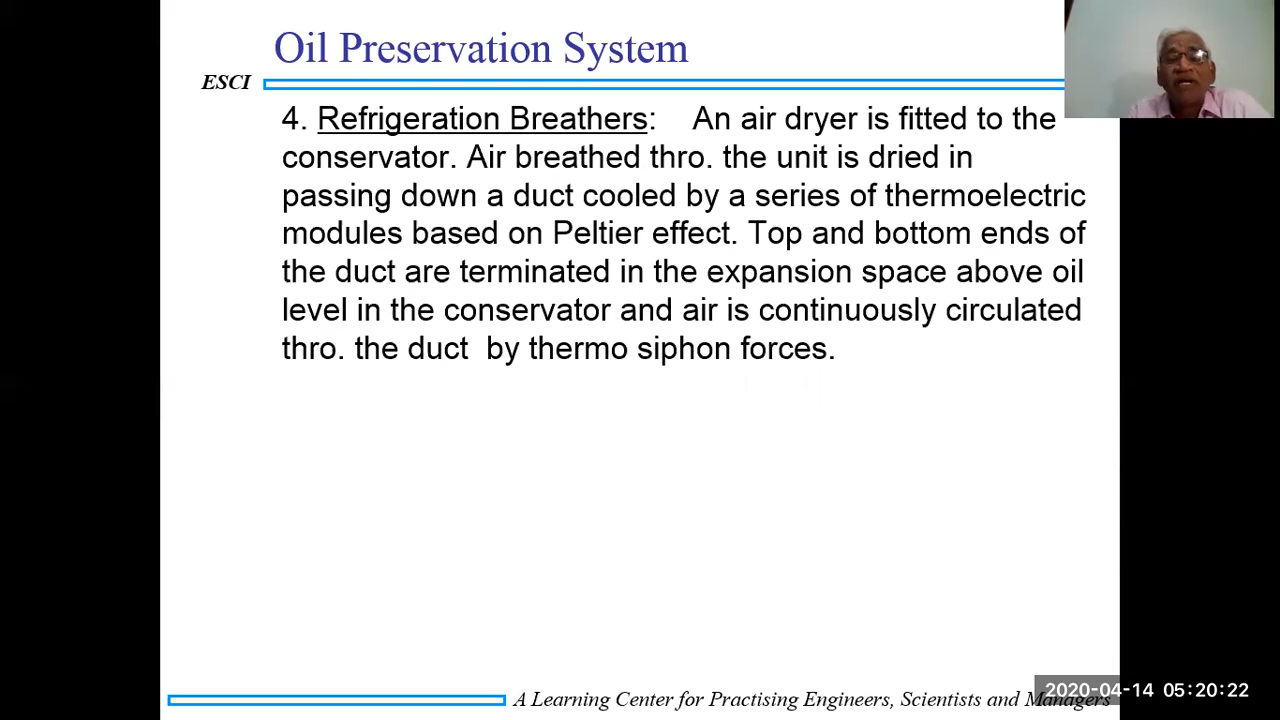 Oil Preservation System
ESCI
4. Refrigeration Breathers: An air dryer is fitted to the
conservator. Air breathed thro. the unit is dried in
passing down a duct cooled by a series of thermoelectric
modules based on Peltier effect. Top and bottom ends of
the duct are terminated in the expansion space above oil
level in the conservator and air is continuously circulated
thro. the duct by thermo siphon forces.
A Learning Center for Practising Engineers, Scientists and Managers
2020-04-14 05:20:22